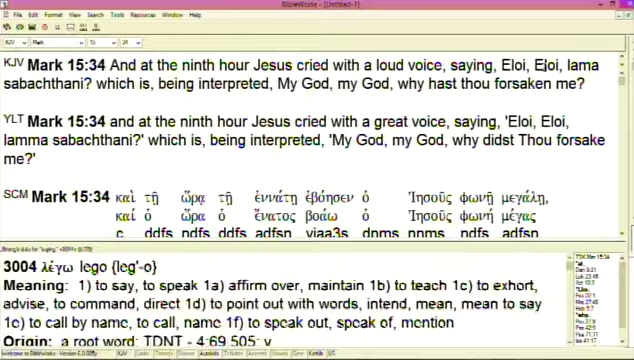 BibleWorks - [Untitled-1]
File Edit Format View Search Tools Resources Window Help
KJV Mark 15 34
KJV Mark 15:34 And at the ninth hour Jesus cried with a loud voice, saying, Eloi, Eloi, lama
sabachthani? which is, being interpreted, My God, my God, why hast thou forsaken me?
YLT Mark 15:34 and at the ninth hour Jesus cried with a great voice, saying, 'Eloi, Eloi,
lamma sabachthani?' which is, being interpreted, 'My God, my God, why didst Thou forsake
me?'
SCM Mark 15:34 καὶ τῇ ὥρᾳ τῇ ἐννάτῃ ἐβόησεν ὁ Ἰησοῦς φωνῇ μεγάλῃ,
καί ὁ ὥρα ὁ ἔνατος βοάω ὁ Ἰησοῦς φωνή μέγας
c ddfs ndfs ddfs adfsn viaa3s dnms nnms ndfs adfsn
3004 λέγω lego {leg'-o}
Meaning: 1) to say, to speak 1a) affirm over, maintain 1b) to teach 1c) to exhort,
advise, to command, direct 1d) to point out with words, intend, mean, mean to say
1e) to call by name, to call, name 1f) to speak out, speak of, mention
Origin: a root word; TDNT - 4:69,505; v
TSK Mar 15:34